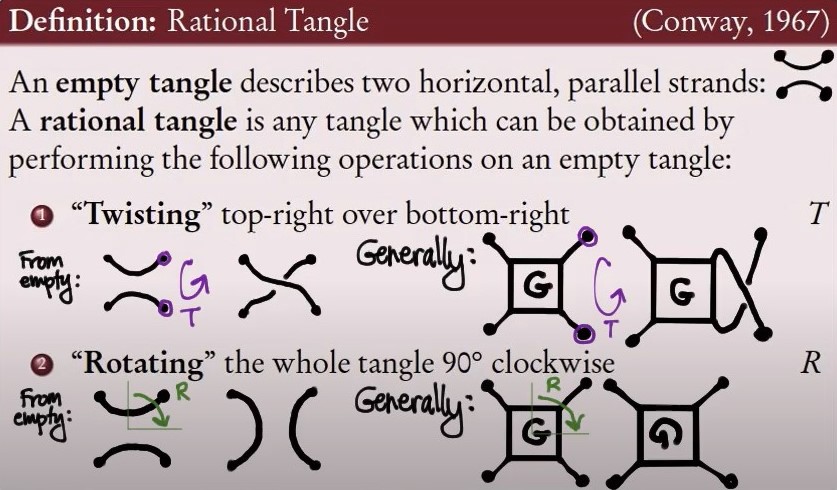 Definition: Rational Tangle (Conway, 1967)
An empty tangle describes two horizontal, parallel strands:
A rational tangle is any tangle which can be obtained by
performing the following operations on an empty tangle:
1 “Twisting” top-right over bottom-right T
From empty: T Generally: G T G
2 “Rotating” the whole tangle 90° clockwise R
From empty: R Generally: G R G